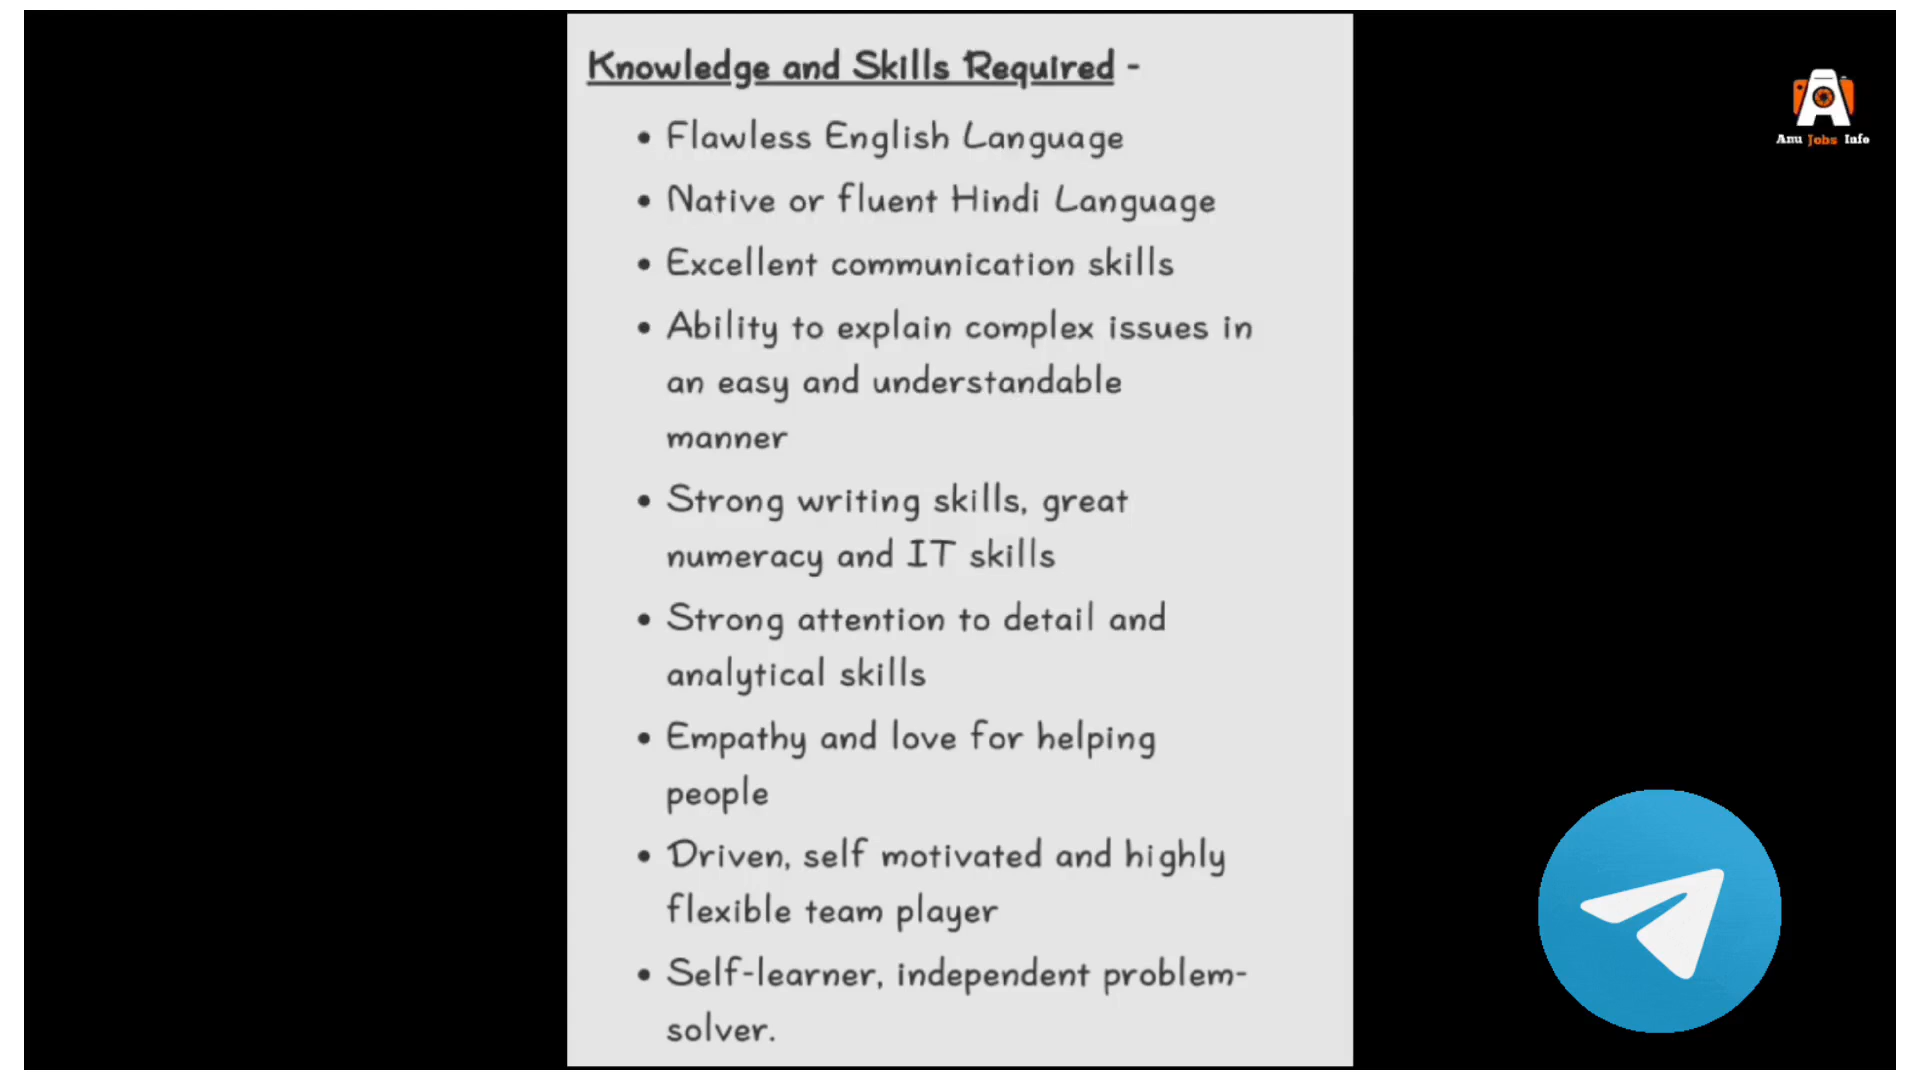 Knowledge and Skills Required -
• Flawless English Language
• Native or fluent Hindi Language
• Excellent communication skills
• Ability to explain complex issues in
an easy and understandable
manner
• Strong writing skills, great
numeracy and IT skills
• Strong attention to detail and
analytical skills
• Empathy and love for helping
people
• Driven, self motivated and highly
flexible team player
• Self-learner, independent problem-
solver.
Anu Jobs Info